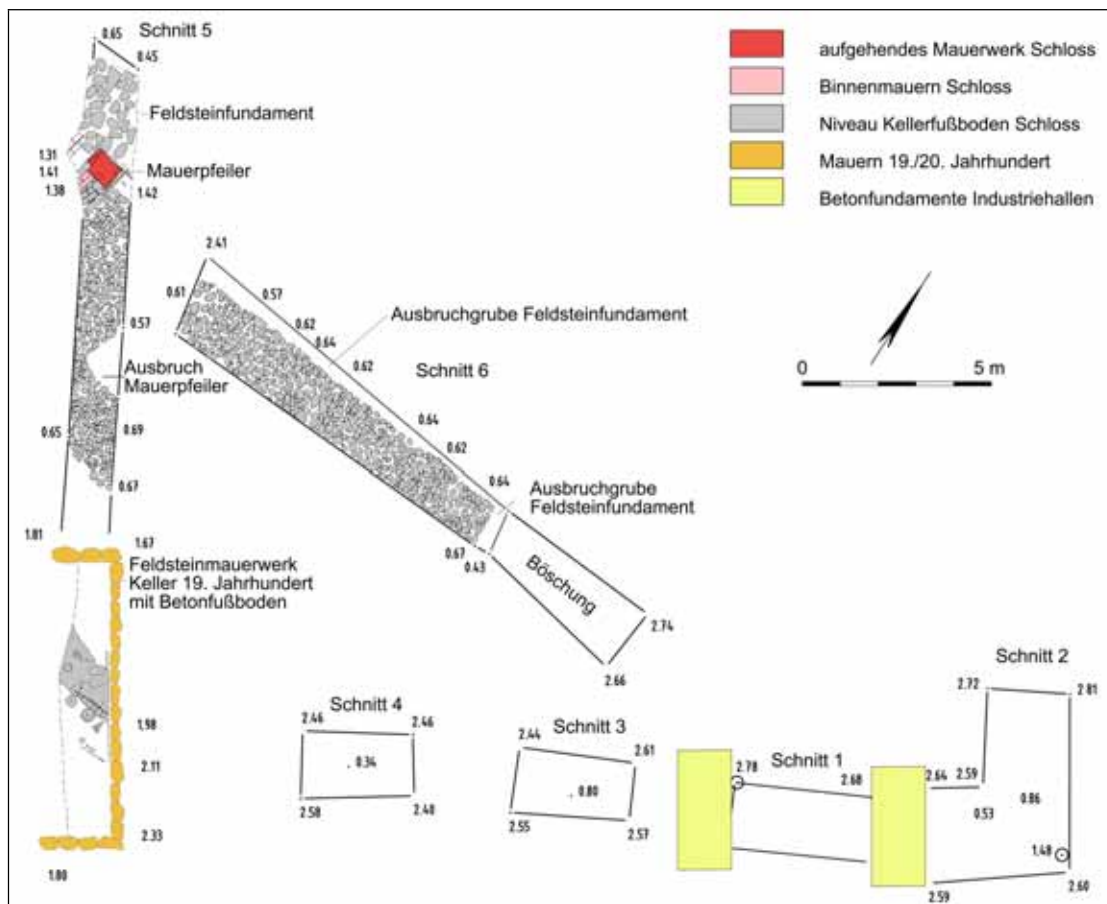 Schnitt 5
0.65
0.45
Feldsteinfundament
1.31
1.41
1.38
Mauerpfeiler
1.42
0.57
Ausbruch
Mauerpfeiler
0.65
0.69
0.67
1.81
1.67
Feldsteinmauerwerk
Keller 19. Jahrhundert
mit Betonfußboden
1.98
2.11
2.33
1.80
aufgehendes Mauerwerk Schloss
Binnenmauern Schloss
Niveau Kellerfußboden Schloss
Mauern 19./20. Jahrhundert
Betonfundamente Industriehallen
0
5 m
2.41
0.61
0.57
0.62
0.64
0.62
Ausbruchgrube Feldsteinfundament
Schnitt 6
0.64
0.62
0.64
Ausbruchgrube
Feldsteinfundament
0.67
0.43
Böschung
2.74
2.66
Schnitt 4
2.46
2.46
0.34
2.58
2.48
Schnitt 3
2.44
2.61
0.80
2.55
2.57
Schnitt 1
2.78
2.68
Schnitt 2
2.72
2.81
2.64
2.59
0.53
0.86
1.48
2.59
2.60